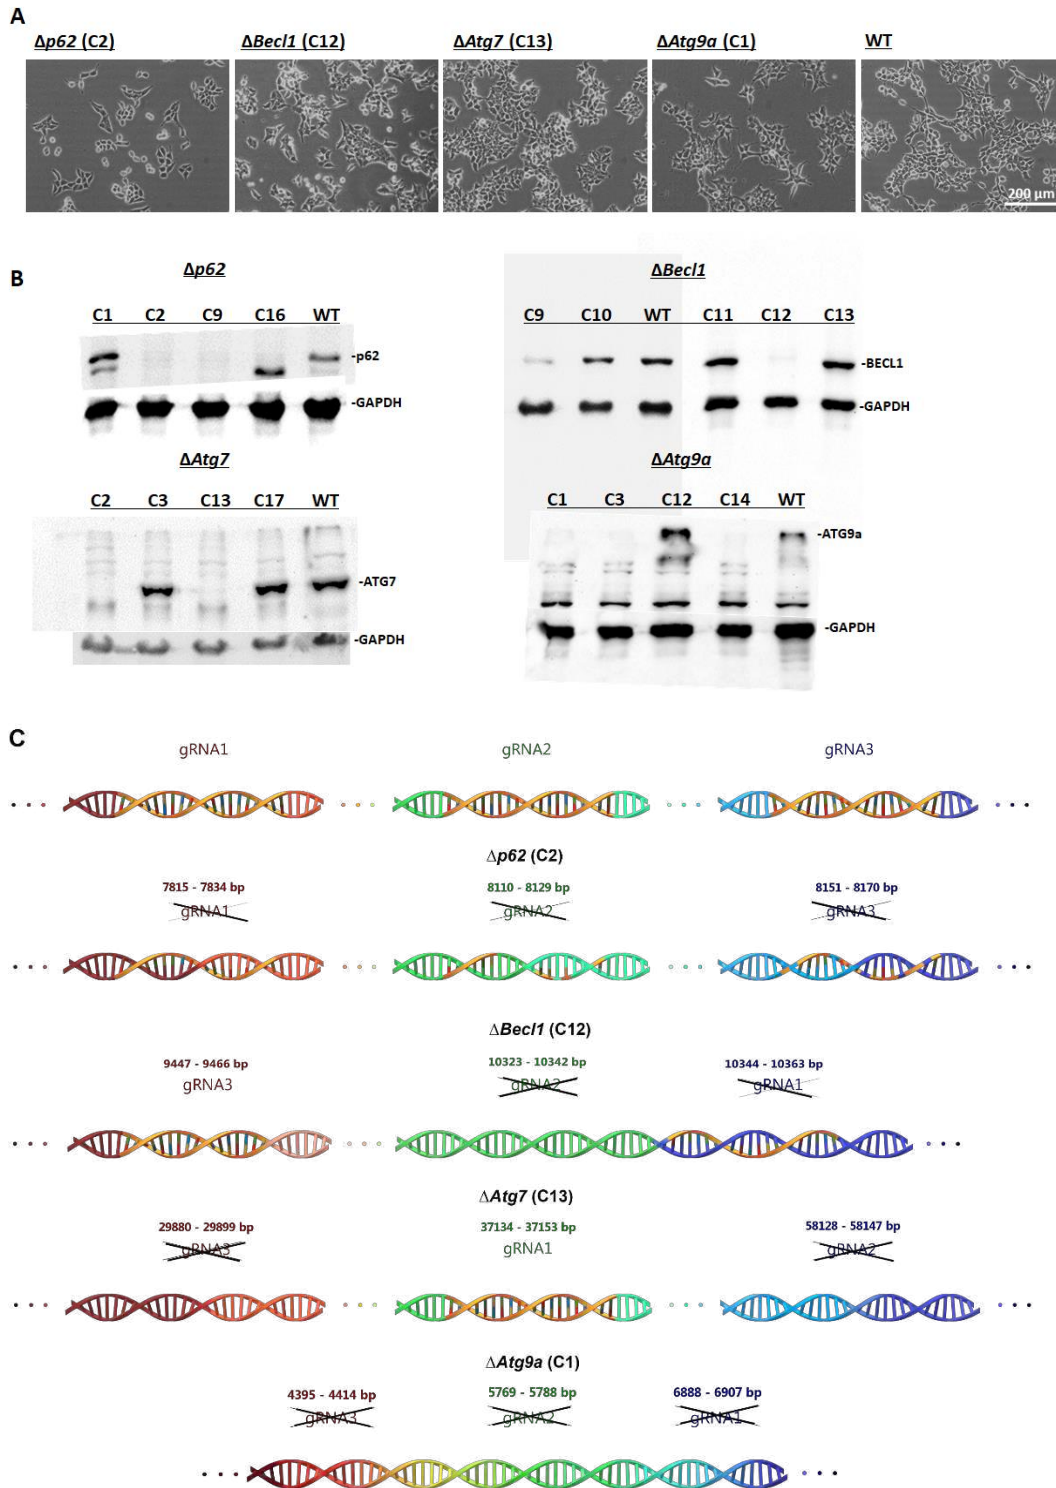 A
Δp62 (C2) ΔBecl1 (C12) ΔAtg7 (C13) ΔAtg9a (C1) WT
200 µm
B
Δp62
C1 C2 C9 C16 WT
-p62
-GAPDH
ΔBecl1
C9 C10 WT C11 C12 C13
-BECL1
-GAPDH
ΔAtg7
C2 C3 C13 C17 WT
-ATG7
-GAPDH
ΔAtg9a
C1 C3 C12 C14 WT
-ATG9a
-GAPDH
C
gRNA1 gRNA2 gRNA3
Δp62 (C2)
7815 - 7834 bp 8110 - 8129 bp 8151 - 8170 bp
gRNA1 gRNA2 gRNA3
ΔBecl1 (C12)
9447 - 9466 bp 10323 - 10342 bp 10344 - 10363 bp
gRNA3 gRNA2 gRNA1
ΔAtg7 (C13)
29880 - 29899 bp 37134 - 37153 bp 58128 - 58147 bp
gRNA3 gRNA1 gRNA2
ΔAtg9a (C1)
4395 - 4414 bp 5769 - 5788 bp 6888 - 6907 bp
gRNA3 gRNA2 gRNA1